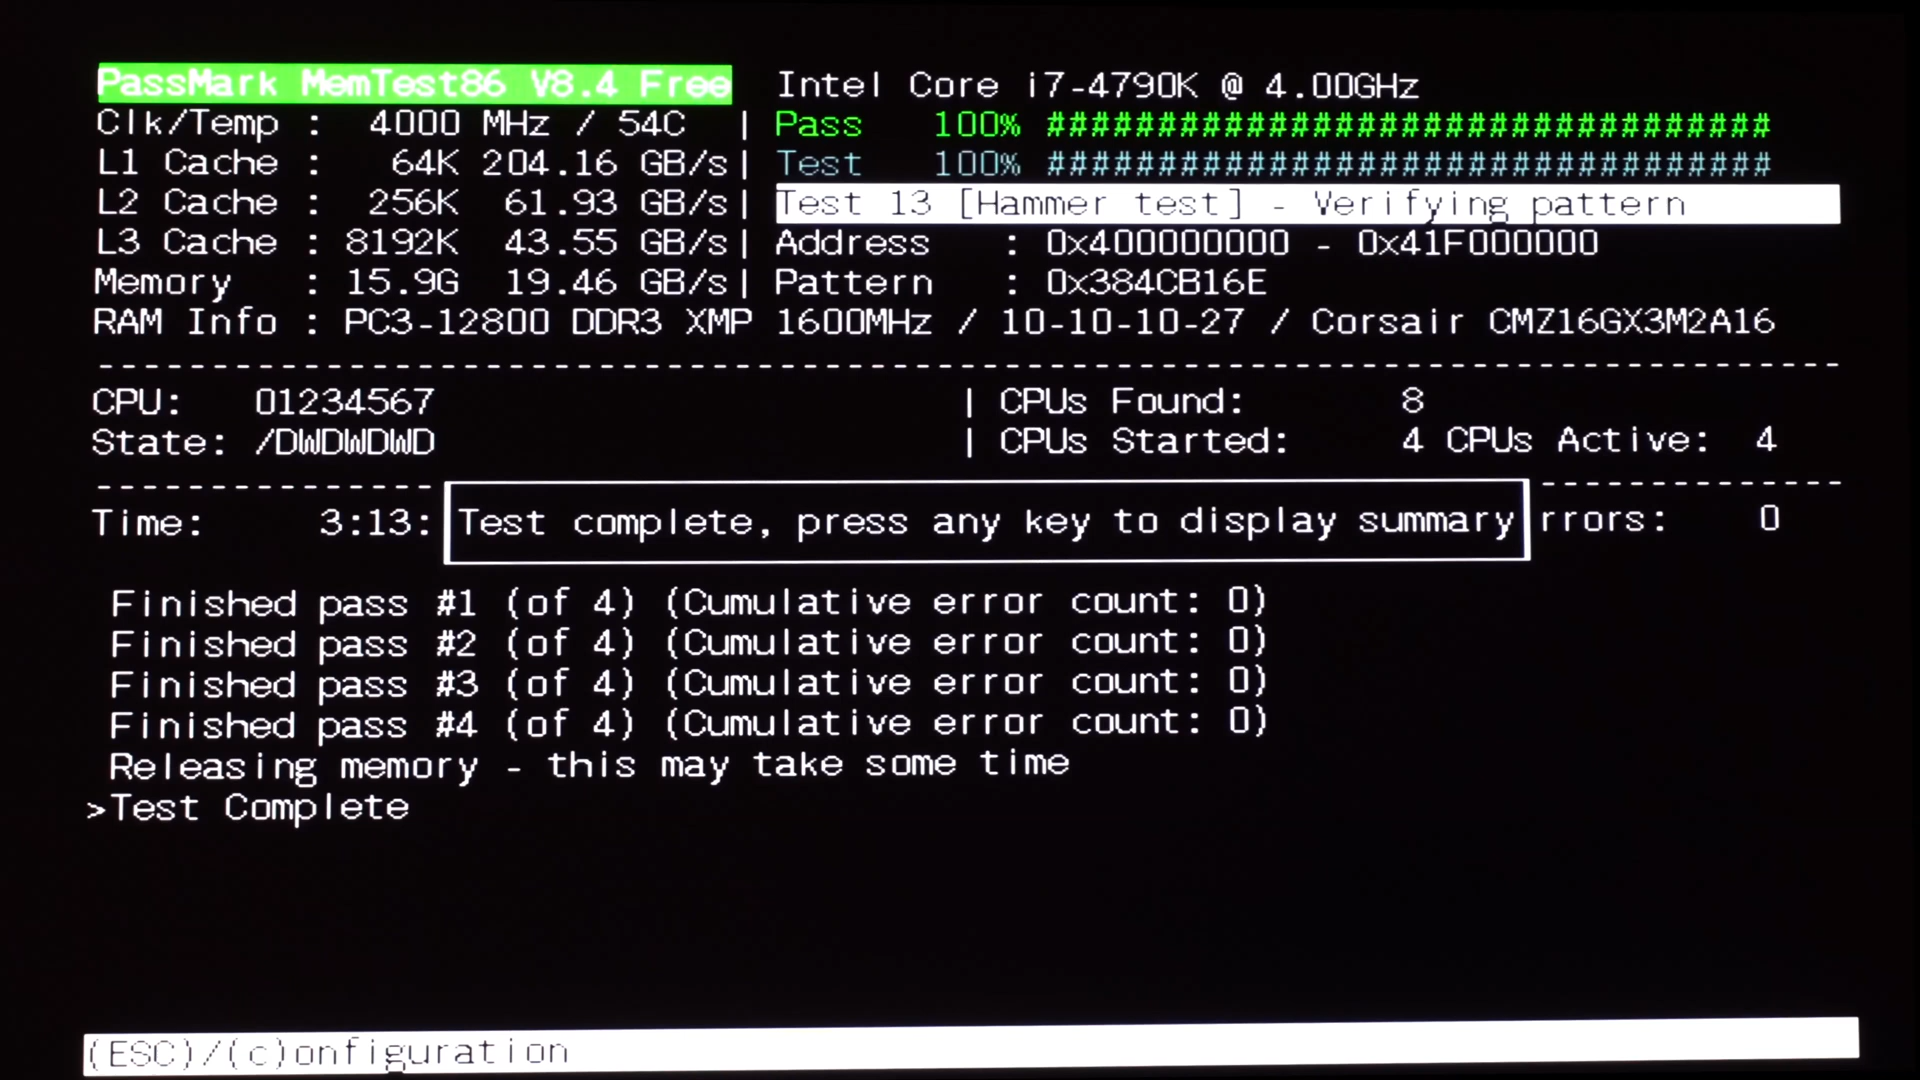 PassMark MemTest86 V8.4 Free Intel Core i7-4790K @ 4.00GHz
Clk/Temp : 4000 MHz / 54C | Pass 100% ################################
L1 Cache : 64K 204.16 GB/s| Test 100% ################################
L2 Cache : 256K 61.93 GB/s| Test 13 [Hammer test] - Verifying pattern
L3 Cache : 8192K 43.55 GB/s| Address : 0x400000000 - 0x41F000000
Memory : 15.9G 19.46 GB/s| Pattern : 0x384CB16E
RAM Info : PC3-12800 DDR3 XMP 1600MHz / 10-10-10-27 / Corsair CMZ16GX3M2A16
CPU: 01234567 | CPUs Found: 8
State: /DWDWDWD | CPUs Started: 4 CPUs Active: 4
Time: 3:13: Test complete, press any key to display summary rrors: 0
Finished pass #1 (of 4) (Cumulative error count: 0)
Finished pass #2 (of 4) (Cumulative error count: 0)
Finished pass #3 (of 4) (Cumulative error count: 0)
Finished pass #4 (of 4) (Cumulative error count: 0)
Releasing memory - this may take some time
>Test Complete
(ESC)/(c)onfiguration